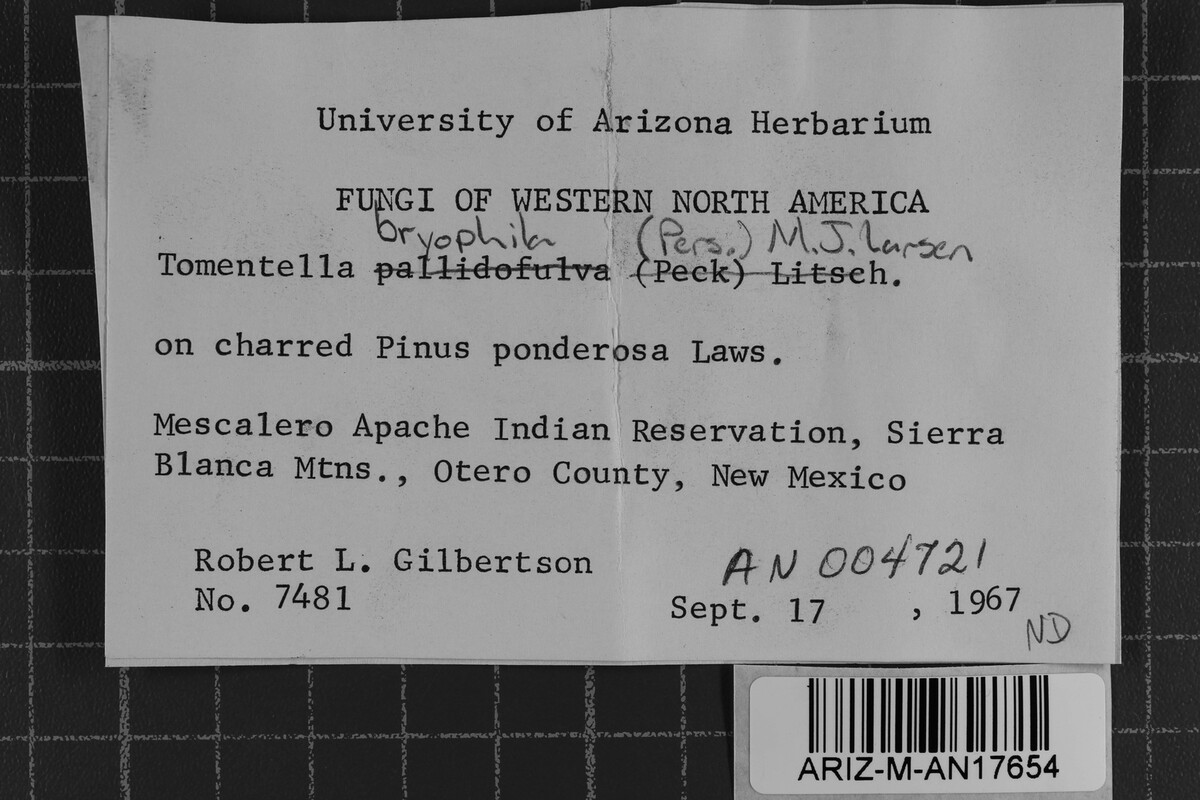 University of Arizona Herbarium
FUNGI OF WESTERN NORTH AMERICA
bryophila (Pers.) M.J. Larsen
Tomentella pallidofulva (Peck) Litsch.
on charred Pinus ponderosa Laws.
Mescalero Apache Indian Reservation, Sierra
Blanca Mtns., Otero County, New Mexico
Robert L. Gilbertson
No. 7481
AN 004721
Sept. 17 , 1967
ND
ARIZ-M-AN17654